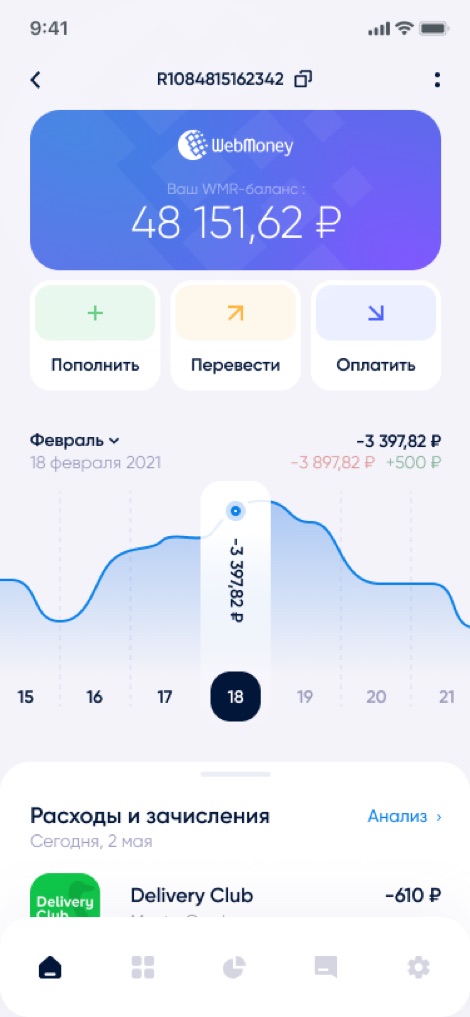 9:41
R1084815162342
WebMoney
Ваш WMR-баланс :
48 151,62 ₽
Пополнить Перевести Оплатить
Февраль -3 397,82 ₽
18 февраля 2021 -3 897,82 ₽ +500 ₽
-3 397,82 ₽
15 16 17 18 19 20 21
Расходы и зачисления Анализ ›
Сегодня, 2 мая
Delivery Club -610 ₽
Delivery
Club